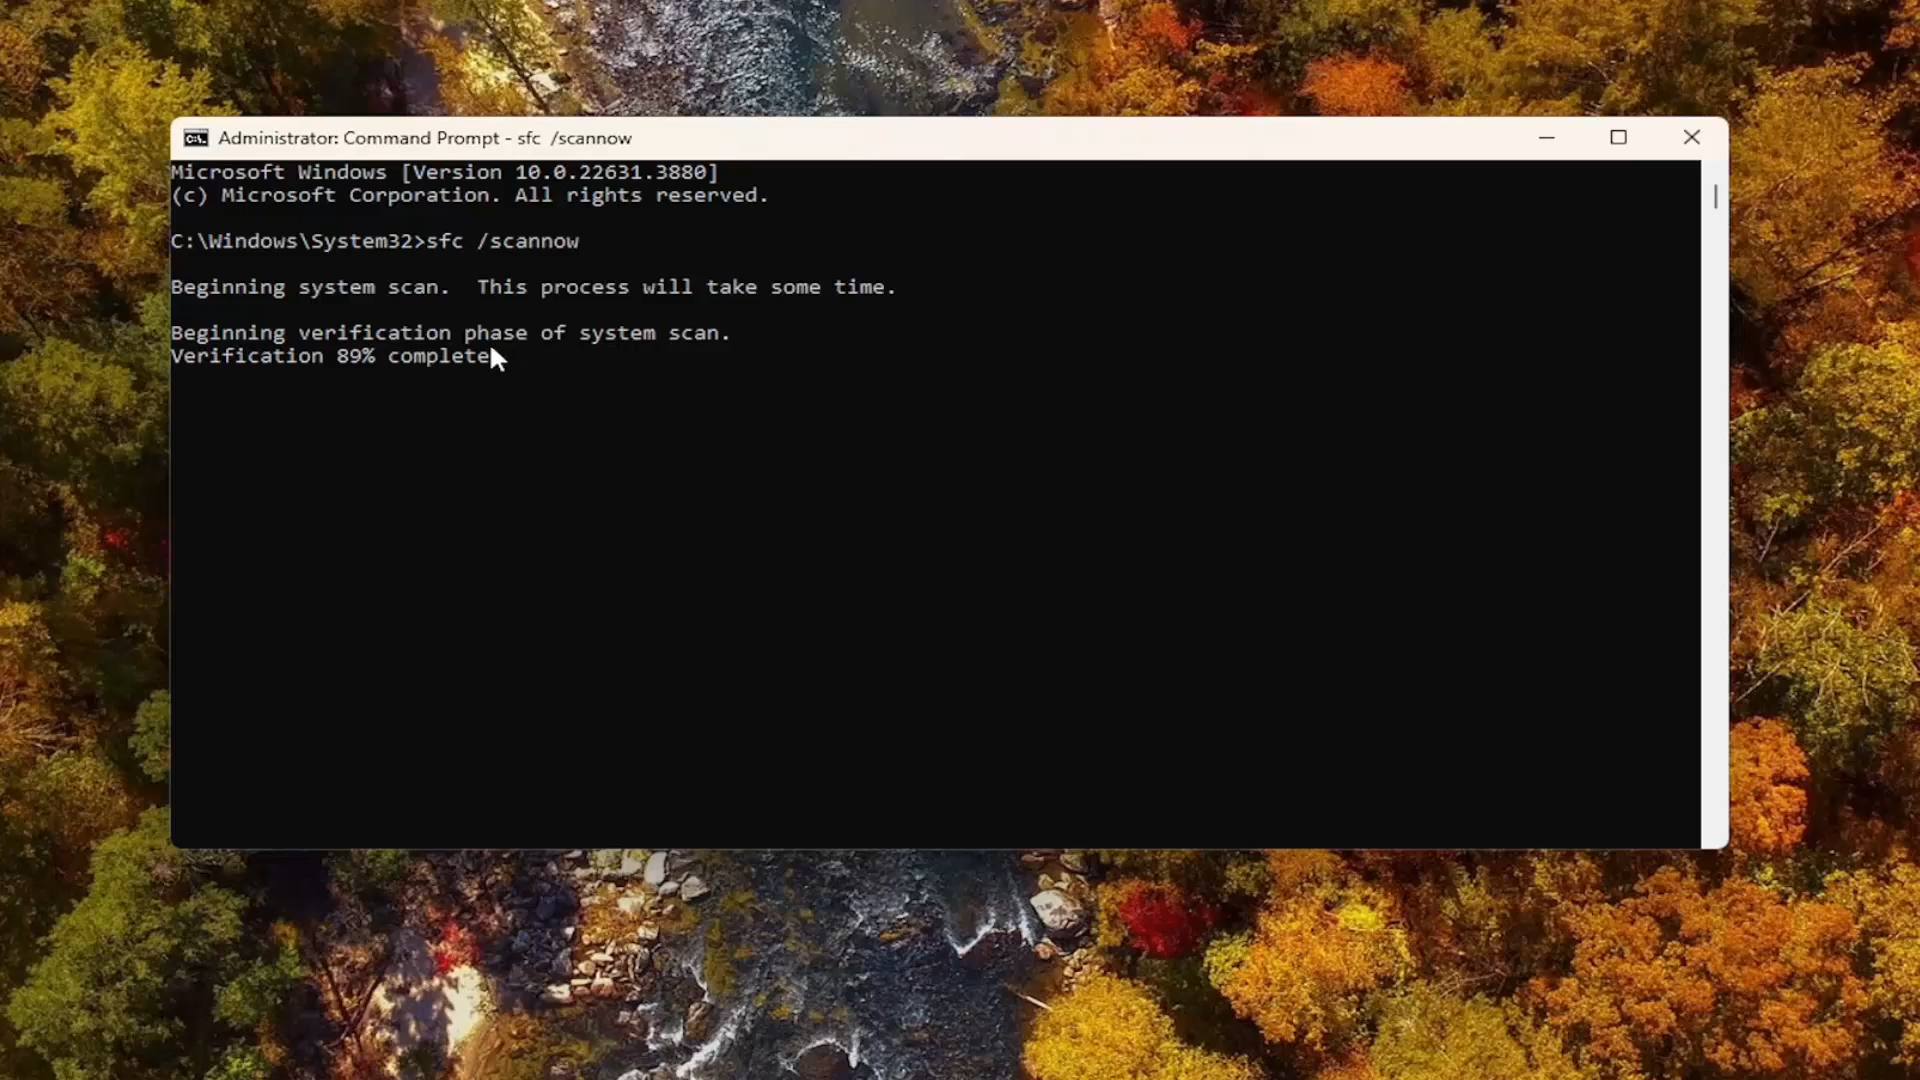 Administrator: Command Prompt - sfc  /scannow
Microsoft Windows [Version 10.0.22631.3880]
(c) Microsoft Corporation. All rights reserved.
C:\Windows\System32>sfc /scannow
Beginning system scan.  This process will take some time.
Beginning verification phase of system scan.
Verification 89% complete